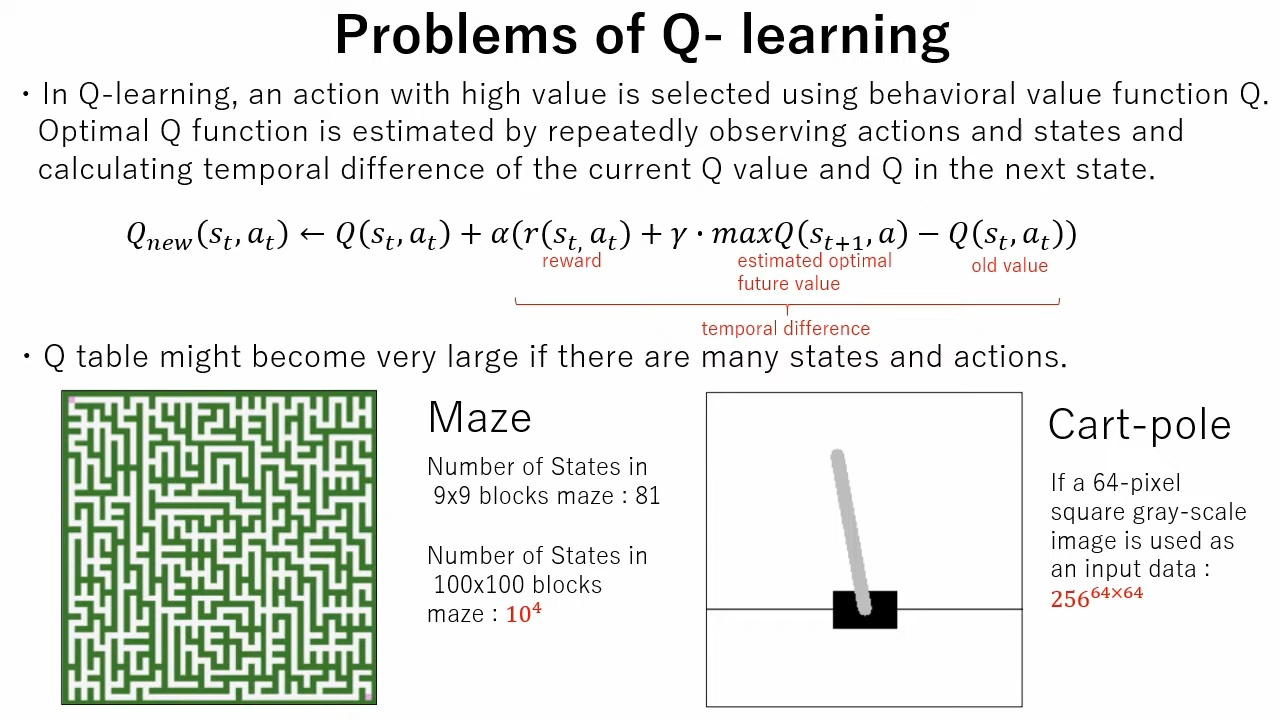 Problems of Q- learning
・In Q-learning, an action with high value is selected using behavioral value function Q.
Optimal Q function is estimated by repeatedly observing actions and states and
calculating temporal difference of the current Q value and Q in the next state.
Q_new(s_t, a_t) ← Q(s_t, a_t) + α(r(s_t, a_t) + γ · maxQ(s_{t+1}, a) − Q(s_t, a_t))
reward
estimated optimal
future value
old value
temporal difference
・Q table might become very large if there are many states and actions.
Maze
Number of States in
9x9 blocks maze : 81
Number of States in
100x100 blocks
maze : 10^4
Cart-pole
If a 64-pixel
square gray-scale
image is used as
an input data :
256^{64×64}